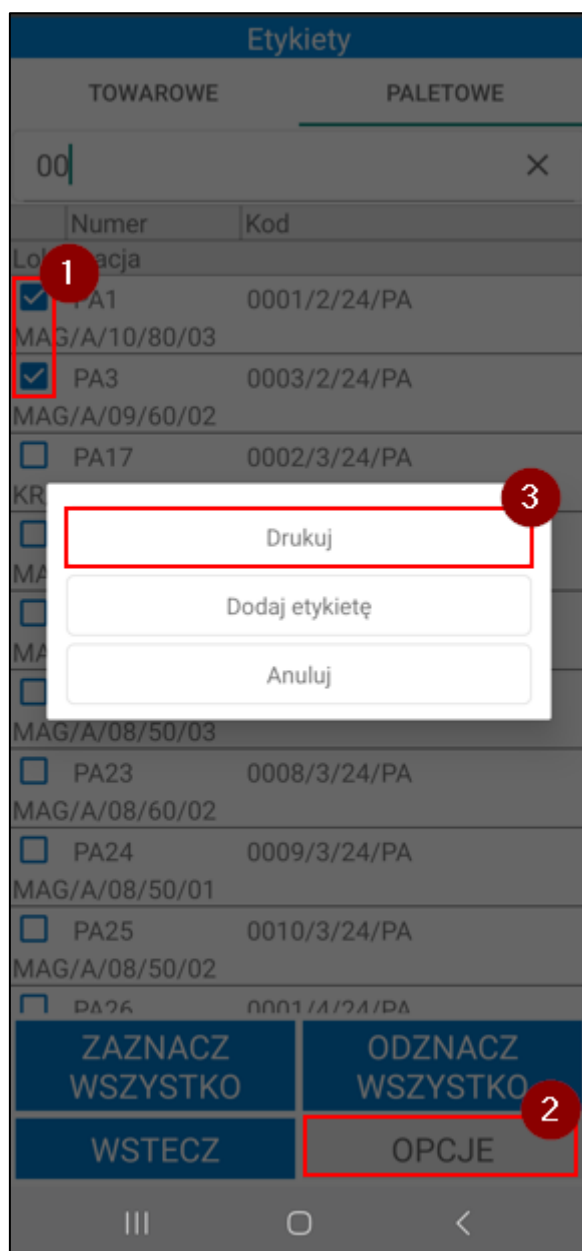 Etykiety
TOWAROWE PALETOWE
00
Numer Kod
1
PA1 0001/2/24/PA
MAG/A/10/80/03
PA3 0003/2/24/PA
MAG/A/09/60/02
PA17 0002/3/24/PA
KR
3
Drukuj
MA
Dodaj etykietę
MA
Anuluj
MAG/A/08/50/03
PA23 0008/3/24/PA
MAG/A/08/60/02
PA24 0009/3/24/PA
MAG/A/08/50/01
PA25 0010/3/24/PA
MAG/A/08/50/02
PA26 0001/4/24/PA
ZAZNACZ WSZYSTKO
ODZNACZ WSZYSTKO
2
WSTECZ OPCJE